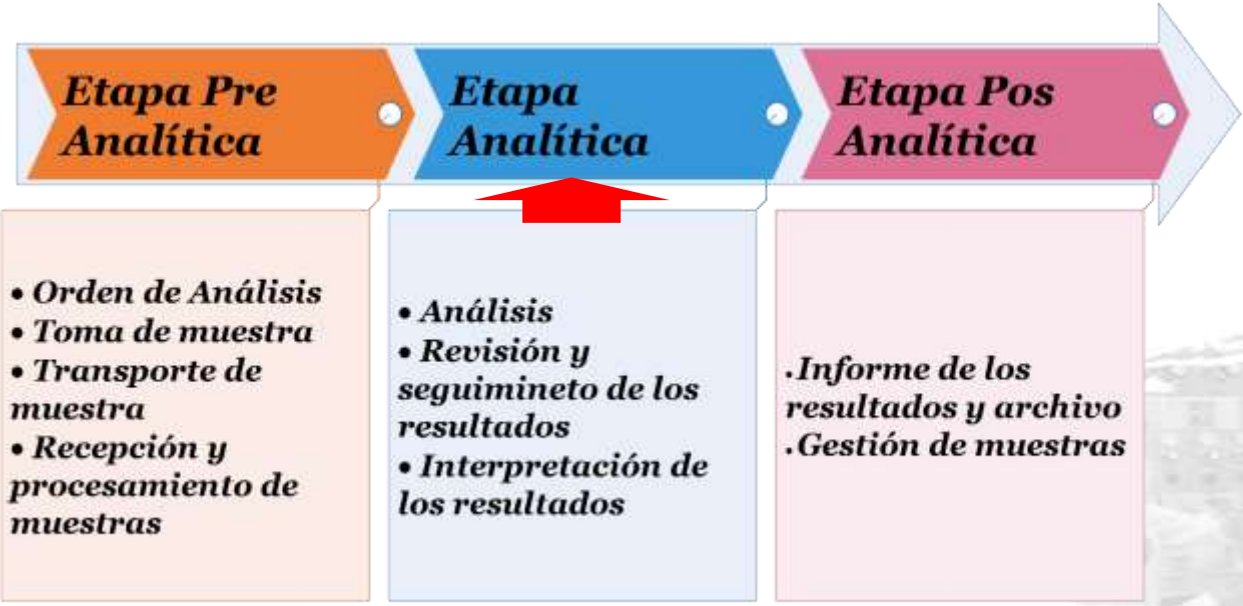 Etapa Pre
Analítica
Etapa
Analítica
Etapa Pos
Analítica
• Orden de Análisis
• Toma de muestra
• Transporte de
muestra
• Recepción y
procesamiento de
muestras
• Análisis
• Revisión y
seguimineto de los
resultados
• Interpretación de
los resultados
.Informe de los
resultados y archivo
.Gestión de muestras